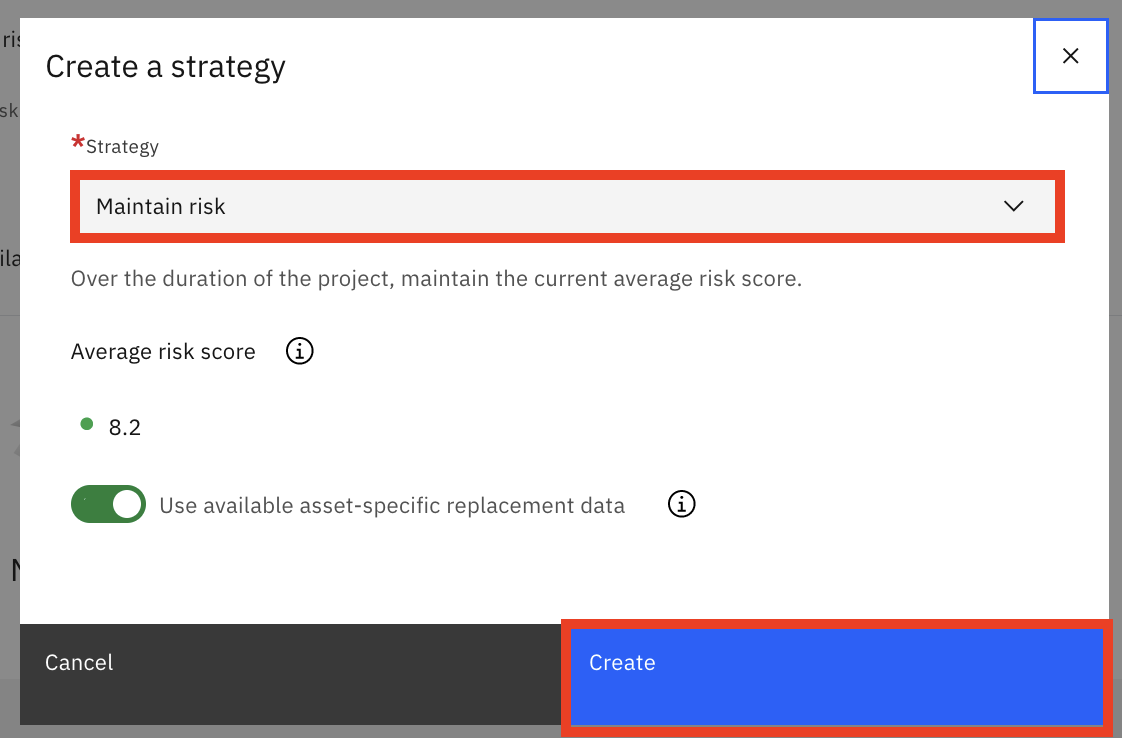 Create a strategy
*Strategy
Maintain risk
Over the duration of the project, maintain the current average risk score.
Average risk score
8.2
Use available asset-specific replacement data
Cancel
Create